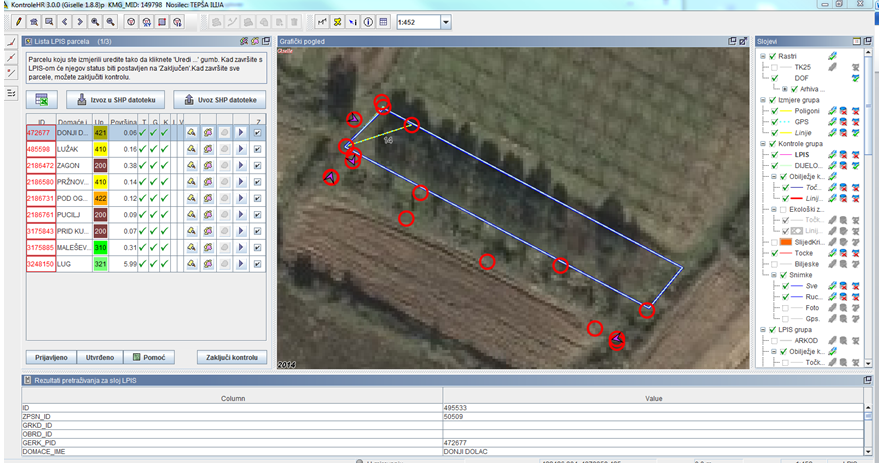 KontroleHR 3.0.0 (Giselle 1.8.8)p KMG_MID: 149798 Nosilec: TEPŠA ILIJA
1:452
Lista LPIS parcela (1/3)
Parcelu koju ste izmjerili uredite tako da kliknete 'Uredi ...' gumb. Kad završite s
LPIS-om će njegov status biti postavljen na 'Zaključen'.Kad završite sve
parcele, možete zaključiti kontrolu.
Izvoz u SHP datoteku
Uvoz SHP datoteke
ID Domaće i Up Površina T G K I V Z
472677 DONJI D... 421 0.06
485598 LUŽAK 410 0.16
2186472 ZAGON 200 0.38
2186580 PRŽNOV... 410 0.14
2186731 POD OG... 422 0.12
2186761 PUCILJ 200 0.09
3175843 PRID KU... 200 0.07
3175885 MALEŠEV... 310 0.31
3248150 LUG 321 5.99
Prijavljeno
Utvrđeno
Pomoć
Zaključi kontrolu
Grafički pogled
Giselle
14
2014
Slojevi
Rastri
TK25
DOF
Arhiva ...
Izmjere grupa
Poligoni
GPS
Linije
Kontrole grupa
LPIS
DIJELO...
Obilježje k...
Toč...
Linij...
Ekološki z...
Točk...
Linij...
SlijedKri...
Biljeske
Tocke
Snimke
Sve
Ruc...
Foto
Gps.
LPIS grupa
ARKOD
Obilježje k...
Točk...
Rezultati pretraživanja za sloj LPIS
Column Value
ID 495533
ZPSN_ID 50509
GRKD_ID
OBRD_ID
GERK_PID 472677
DOMACE_IME DONJI DOLAC